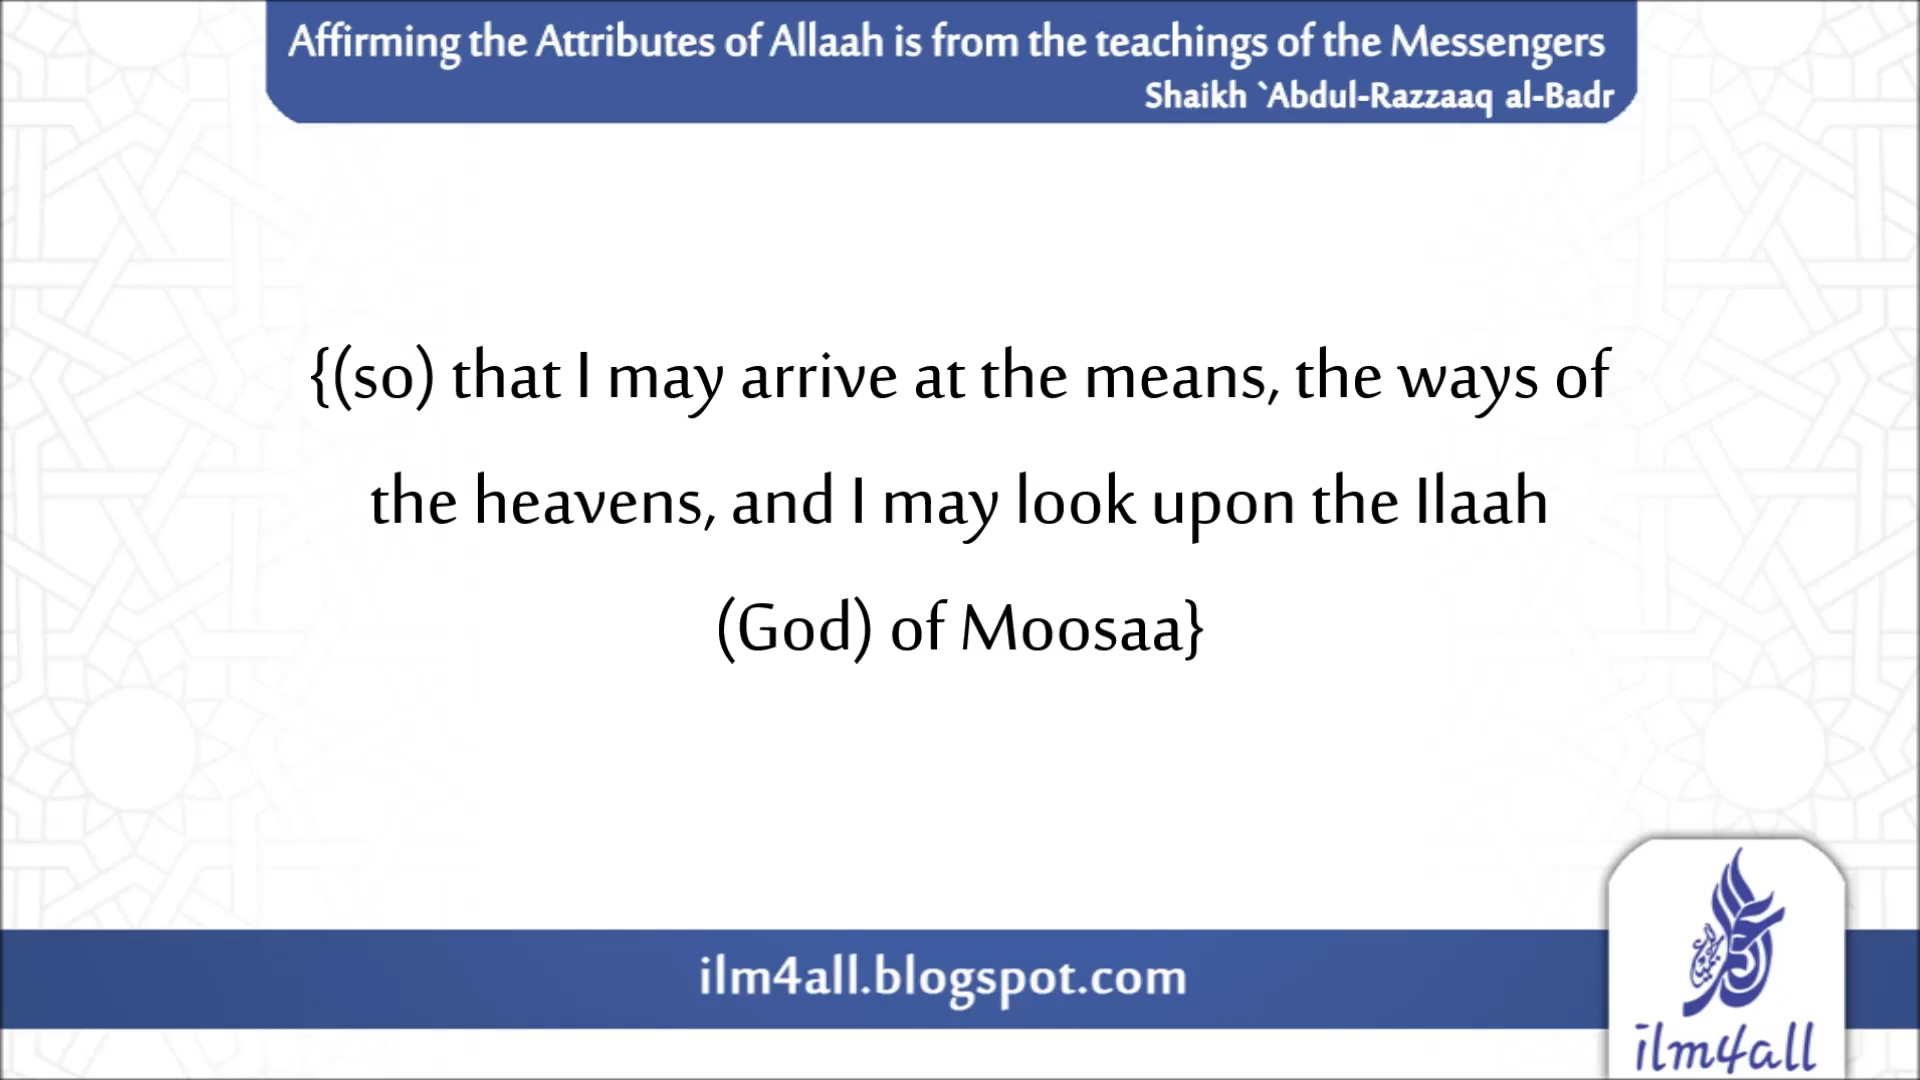 Affirming the Attributes of Allaah is from the teachings of the Messengers
Shaikh `Abdul-Razzaaq al-Badr
{(so) that I may arrive at the means, the ways of
the heavens, and I may look upon the Ilaah
(God) of Moosaa}
ilm4all.blogspot.com
ilm4all